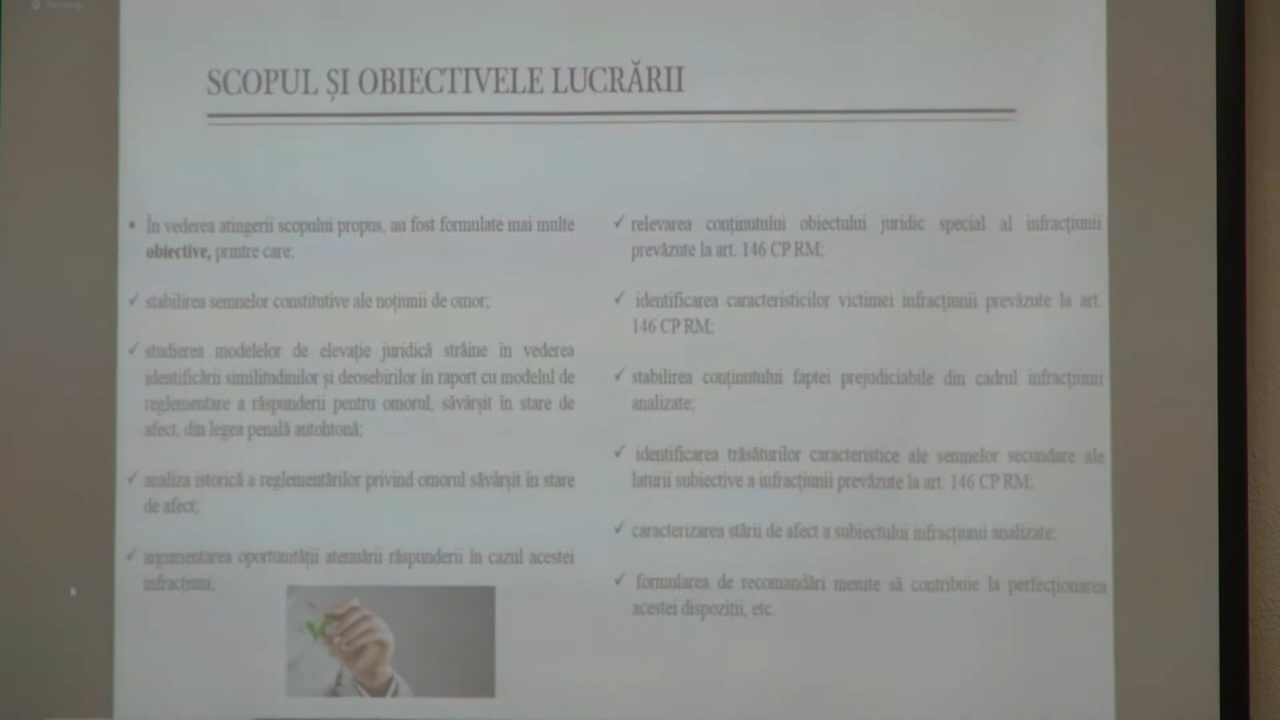 SCOPUL ȘI OBIECTIVELE LUCRĂRII
• În vederea atingerii scopului propus, au fost formulate mai multe
obiective, printre care:
✓ stabilirea semnelor constitutive ale noțiunii de omor;
✓ studierea modelelor de elevație juridică străine în vederea
identificării similitudinilor și deosebirilor în raport cu modelul de
reglementare a răspunderii pentru omorul, săvârșit în stare de
afect, din legea penală autohtonă;
✓ analiza istorică a reglementărilor privind omorul săvârșit în stare
de afect;
✓ argumentarea oportunității atenuării răspunderii în cazul acestei
infracțiuni;
✓ relevarea conținutului obiectului juridic special al infracțiunii
prevăzute la art. 146 CP RM;
✓ identificarea caracteristicilor victimei infracțiunii prevăzute la art.
146 CP RM;
✓ stabilirea conținutului faptei prejudiciabile din cadrul infracțiunii
analizate;
✓ identificarea trăsăturilor caracteristice ale semnelor secundare ale
laturii subiective a infracțiunii prevăzute la art. 146 CP RM;
✓ caracterizarea stării de afect a subiectului infracțiunii analizate;
✓ formularea de recomandări menite să contribuie la perfecționarea
acestei dispoziții, etc.